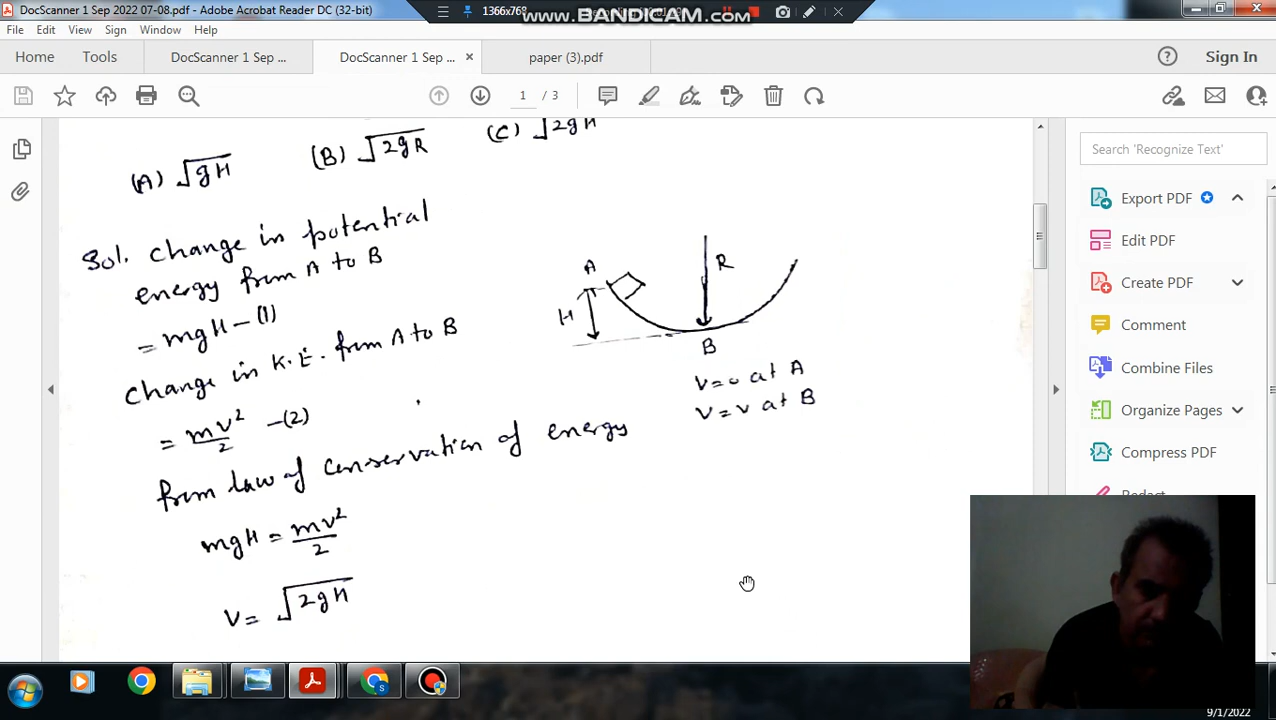 DocScanner 1 Sep 2022 07-08.pdf - Adobe Acrobat Reader DC (32-bit)
1366x768
www.BANDICAM.com
File Edit View Sign Window Help
Home Tools DocScanner 1 Sep ... DocScanner 1 Sep ... × paper (3).pdf Sign In
1 / 3
(A) √gH (B) √2gR (C) √2gH
Sol. change in potential
energy from A to B
= mgH - (1)
change in K.E. from A to B
= mv²/2 - (2)
from law of conservation of energy
mgH = mv²/2
V = √2gH
A
R
H
B
V=0 at A
V=v at B
Search 'Recognize Text'
Export PDF
Edit PDF
Create PDF
Comment
Combine Files
Organize Pages
Compress PDF
Redact
9/1/2022